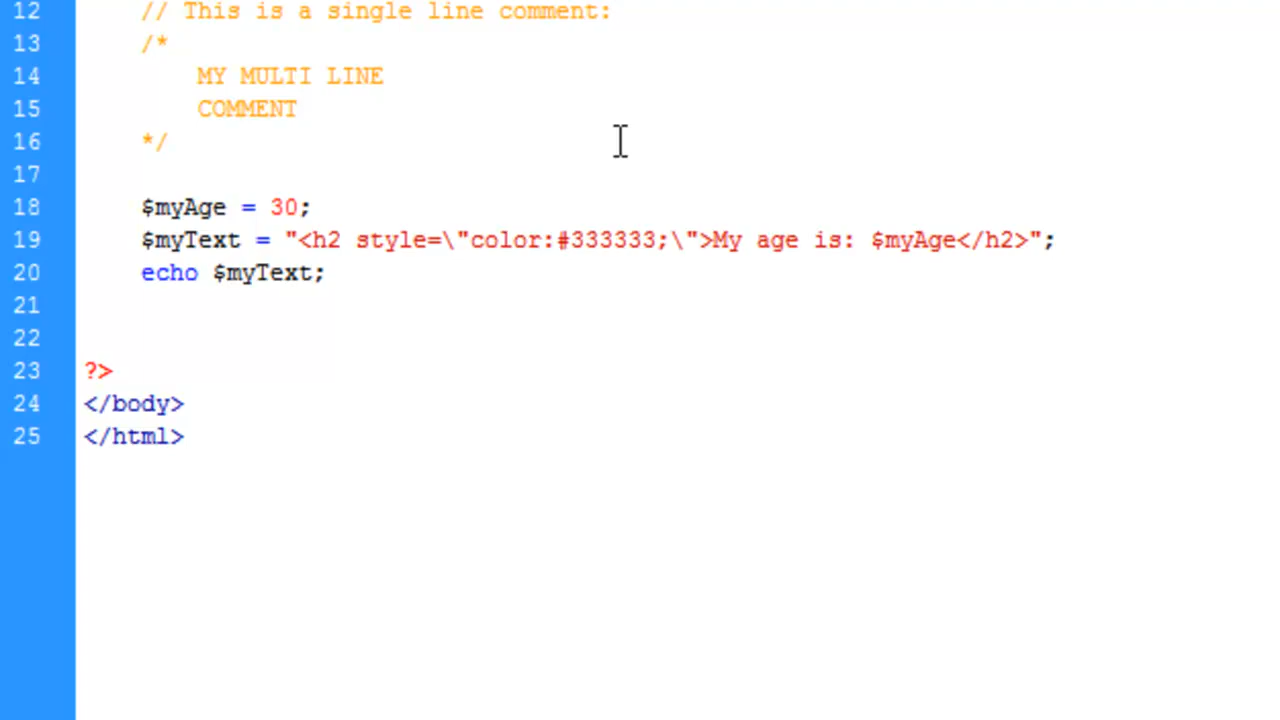 12 // This is a single line comment:
13 /*
14 MY MULTI LINE
15 COMMENT
16 */
17
18 $myAge = 30;
19 $myText = "<h2 style=\"color:#333333;\">My age is: $myAge</h2>";
20 echo $myText;
21
22
23 ?>
24 </body>
25 </html>